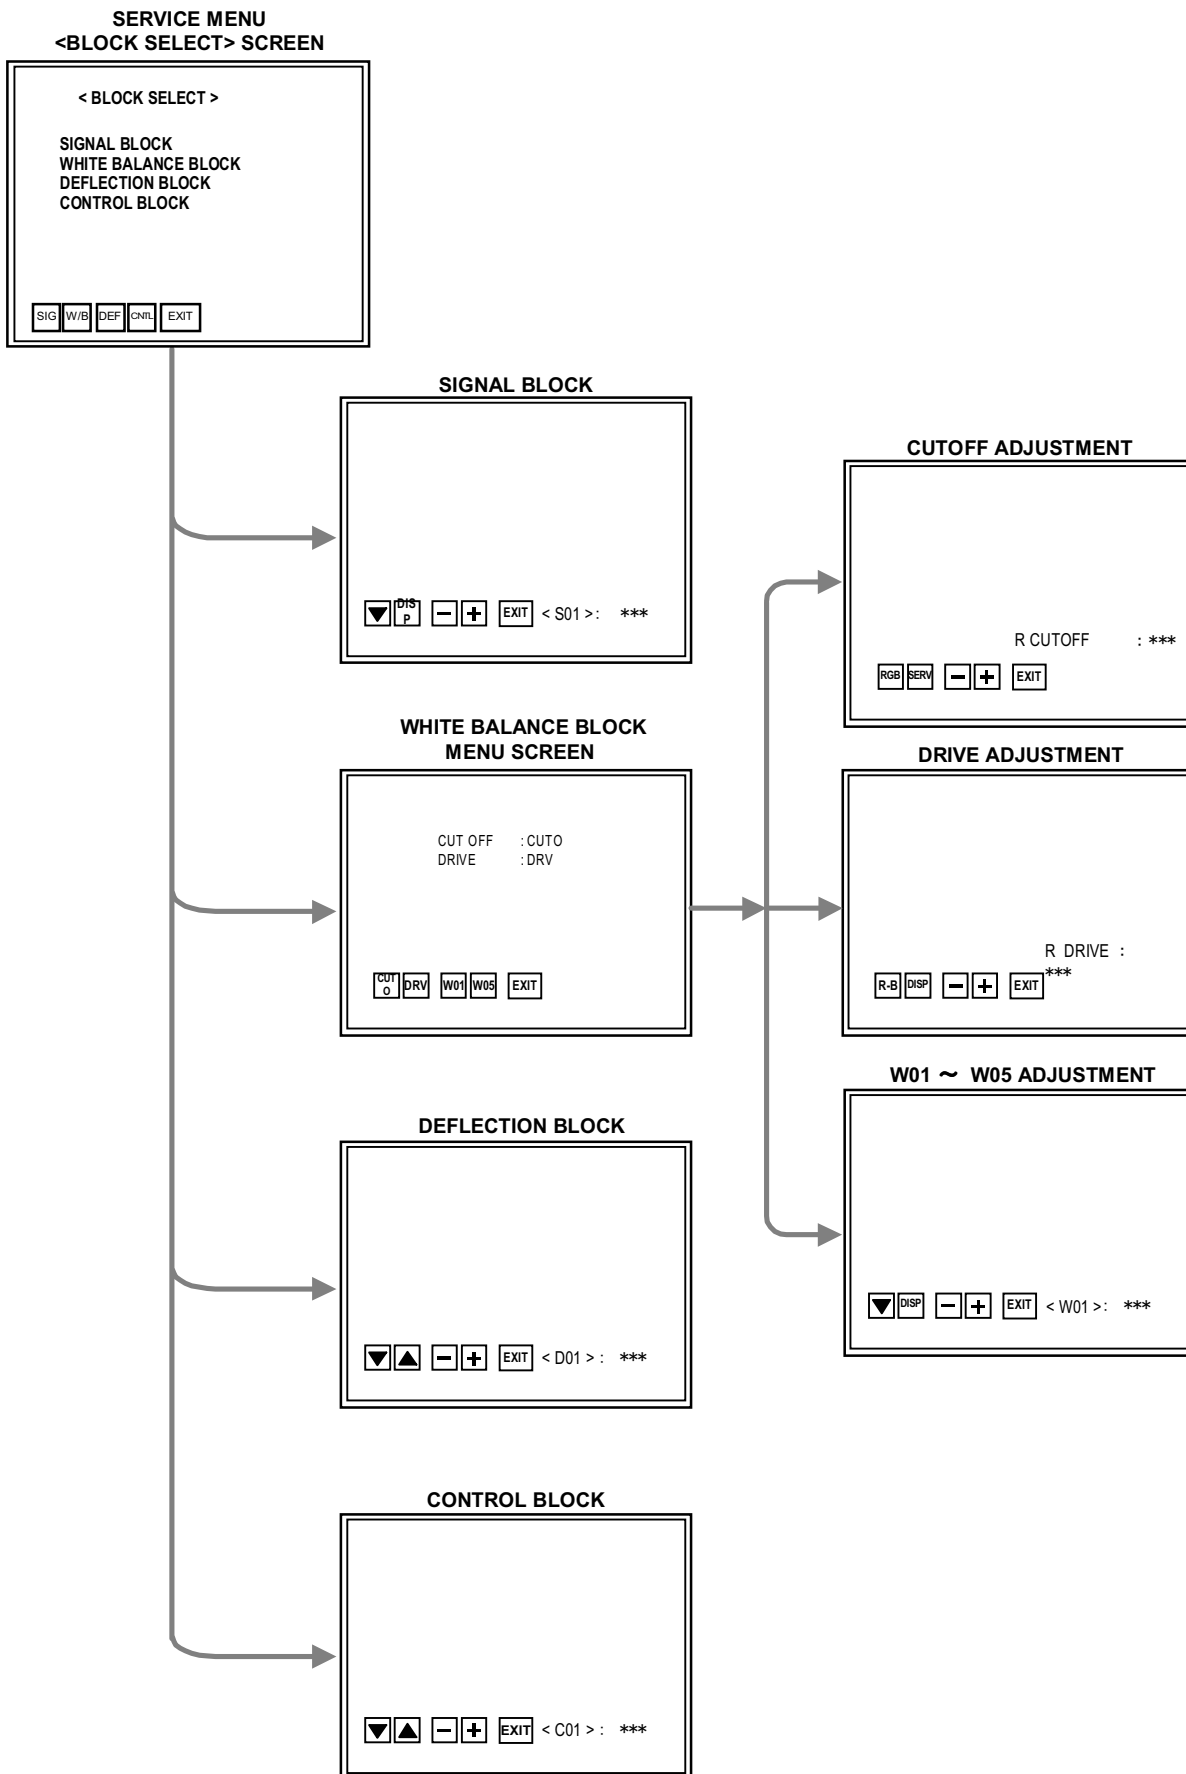 SERVICE MENU
<BLOCK SELECT> SCREEN
< BLOCK SELECT >
SIGNAL BLOCK
WHITE BALANCE BLOCK
DEFLECTION BLOCK
CONTROL BLOCK
SIG W/B DEF CNTL EXIT
SIGNAL BLOCK
DIS
P
− + EXIT < S01 >: ***
WHITE BALANCE BLOCK
MENU SCREEN
CUT OFF : CUTO
DRIVE : DRV
CUT
O
DRV W01 W05 EXIT
DEFLECTION BLOCK
▼ ▲ − + EXIT < D01 > : ***
CONTROL BLOCK
▼ ▲ − + EXIT < C01 > : ***
CUTOFF ADJUSTMENT
R CUTOFF : ***
RGB SERV − + EXIT
DRIVE ADJUSTMENT
R DRIVE :
***
R-B DISP − + EXIT
W01 ~ W05 ADJUSTMENT
▼ DISP − + EXIT < W01 >: ***